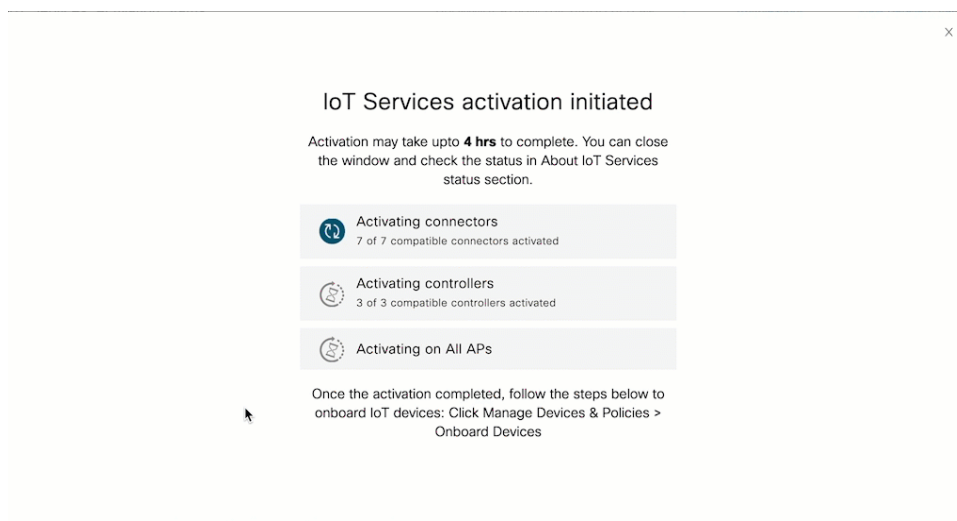 IoT Services activation initiated
Activation may take upto 4 hrs to complete. You can close
the window and check the status in About IoT Services
status section.
Activating connectors
7 of 7 compatible connectors activated
Activating controllers
3 of 3 compatible controllers activated
Activating on All APs
Once the activation completed, follow the steps below to
onboard IoT devices: Click Manage Devices & Policies >
Onboard Devices